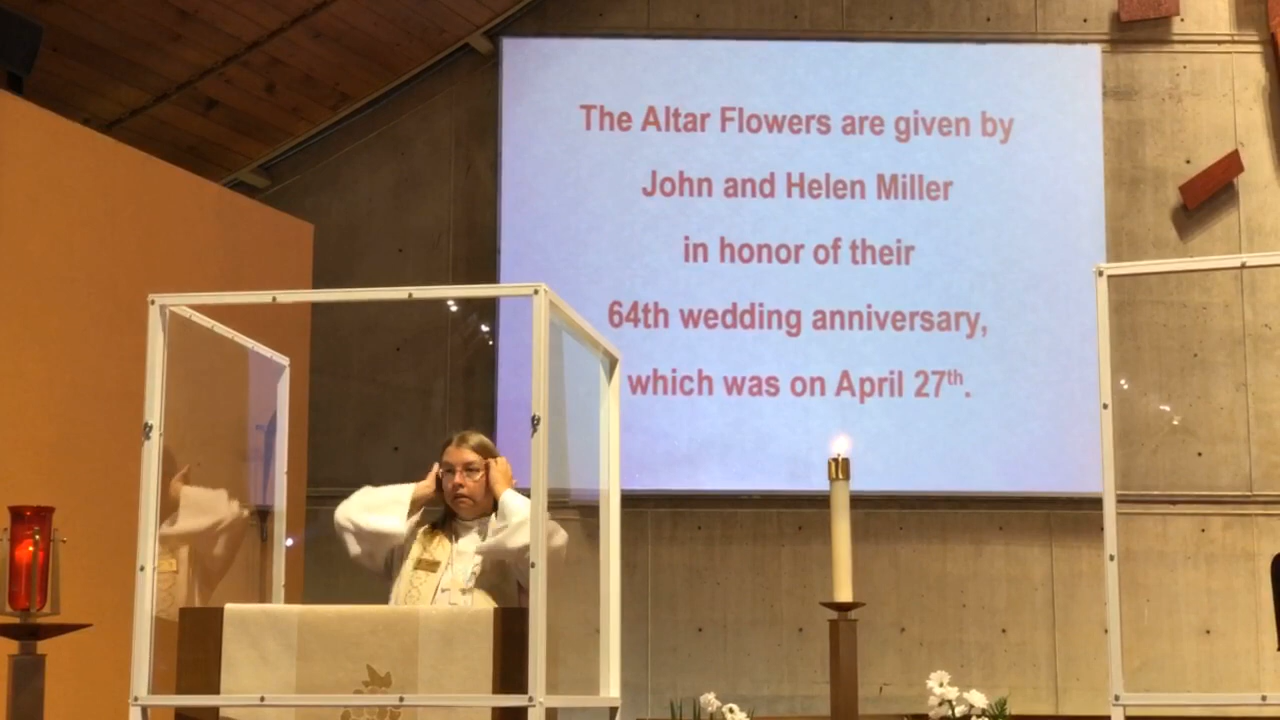 The Altar Flowers are given by
John and Helen Miller
in honor of their
64th wedding anniversary,
which was on April 27th.